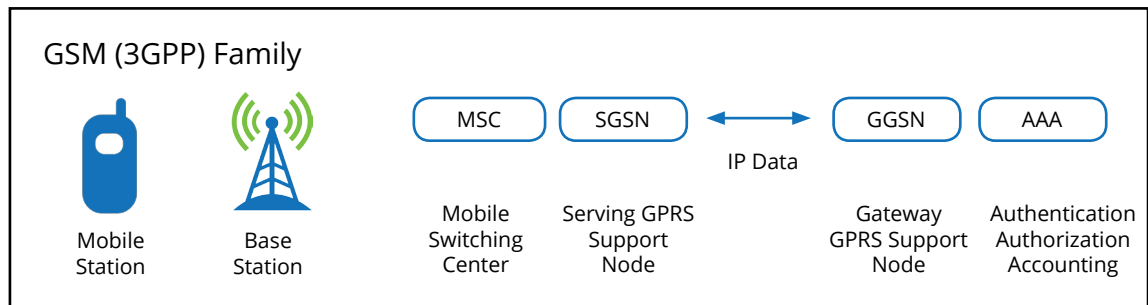 GSM (3GPP) Family
MSC
SGSN
GGSN
AAA
IP Data
Mobile
Station
Base
Station
Mobile
Switching
Center
Serving GPRS
Support
Node
Gateway
GPRS Support
Node
Authentication
Authorization
Accounting